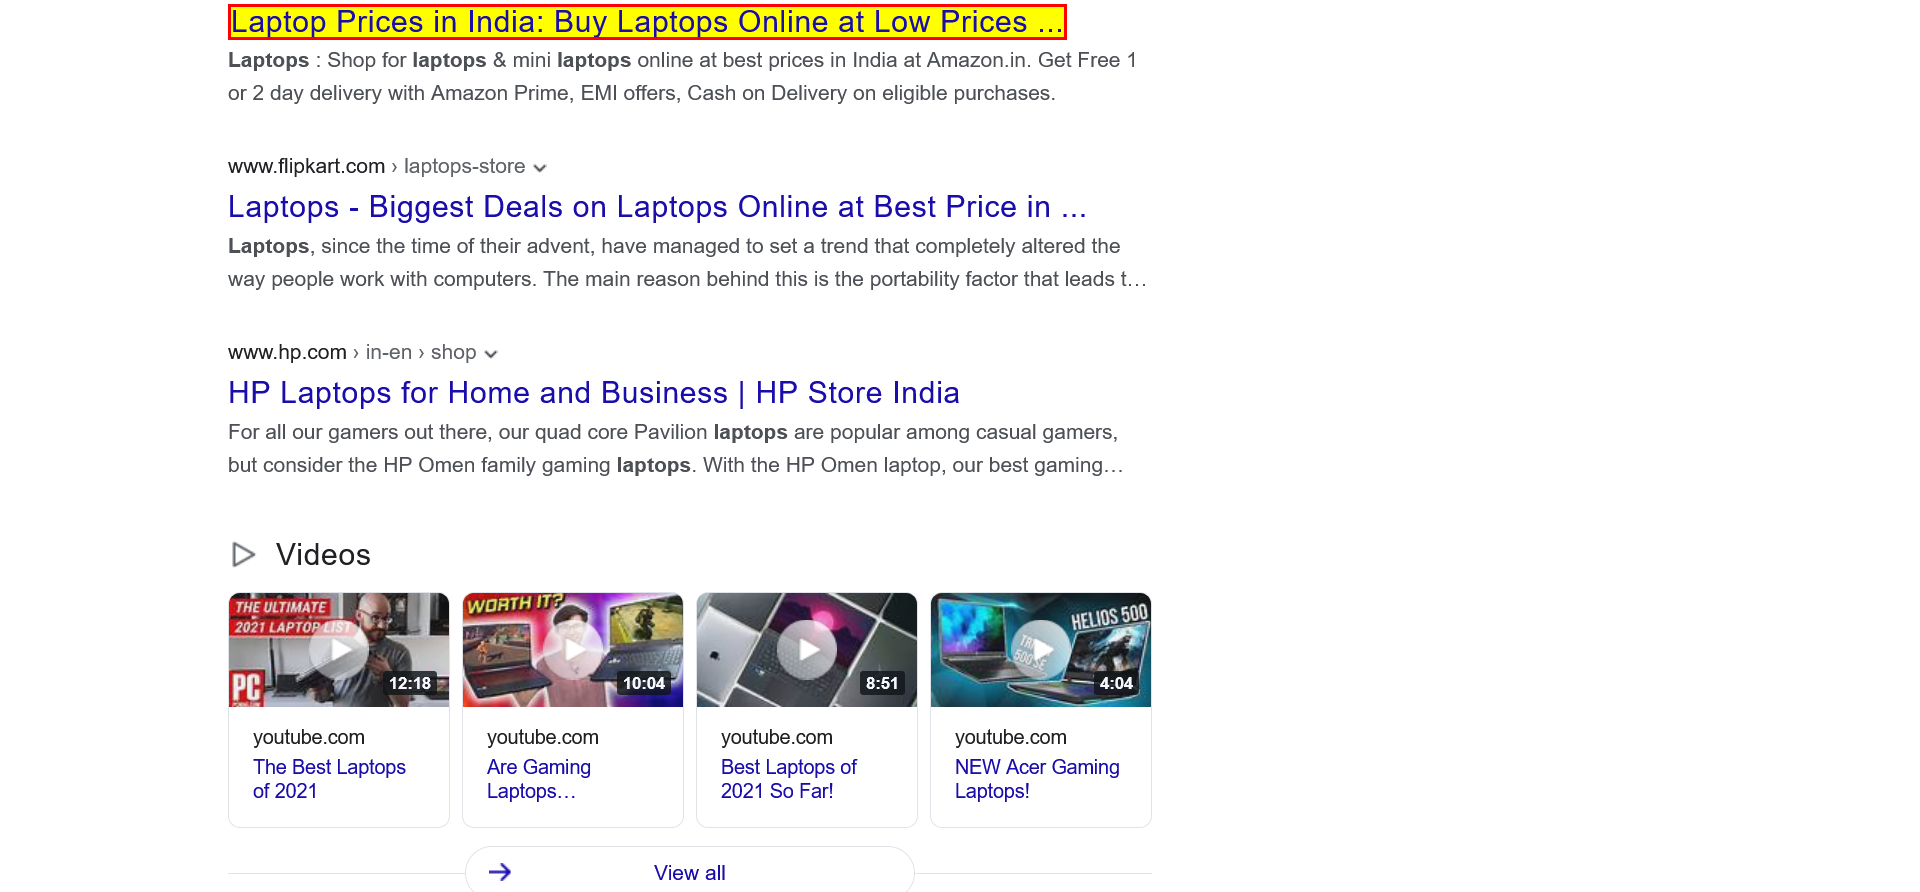 Laptop Prices in India: Buy Laptops Online at Low Prices ...
Laptops : Shop for laptops & mini laptops online at best prices in India at Amazon.in. Get Free 1
or 2 day delivery with Amazon Prime, EMI offers, Cash on Delivery on eligible purchases.
www.flipkart.com › laptops-store
Laptops - Biggest Deals on Laptops Online at Best Price in ...
Laptops, since the time of their advent, have managed to set a trend that completely altered the
way people work with computers. The main reason behind this is the portability factor that leads t…
www.hp.com › in-en › shop
HP Laptops for Home and Business | HP Store India
For all our gamers out there, our quad core Pavilion laptops are popular among casual gamers,
but consider the HP Omen family gaming laptops. With the HP Omen laptop, our best gaming…
Videos
THE ULTIMATE
2021 LAPTOP LIST
PC
12:18
youtube.com
The Best Laptops
of 2021
WORTH IT?
10:04
youtube.com
Are Gaming
Laptops…
8:51
youtube.com
Best Laptops of
2021 So Far!
HELIOS 500
500SE
4:04
youtube.com
NEW Acer Gaming
Laptops!
View all